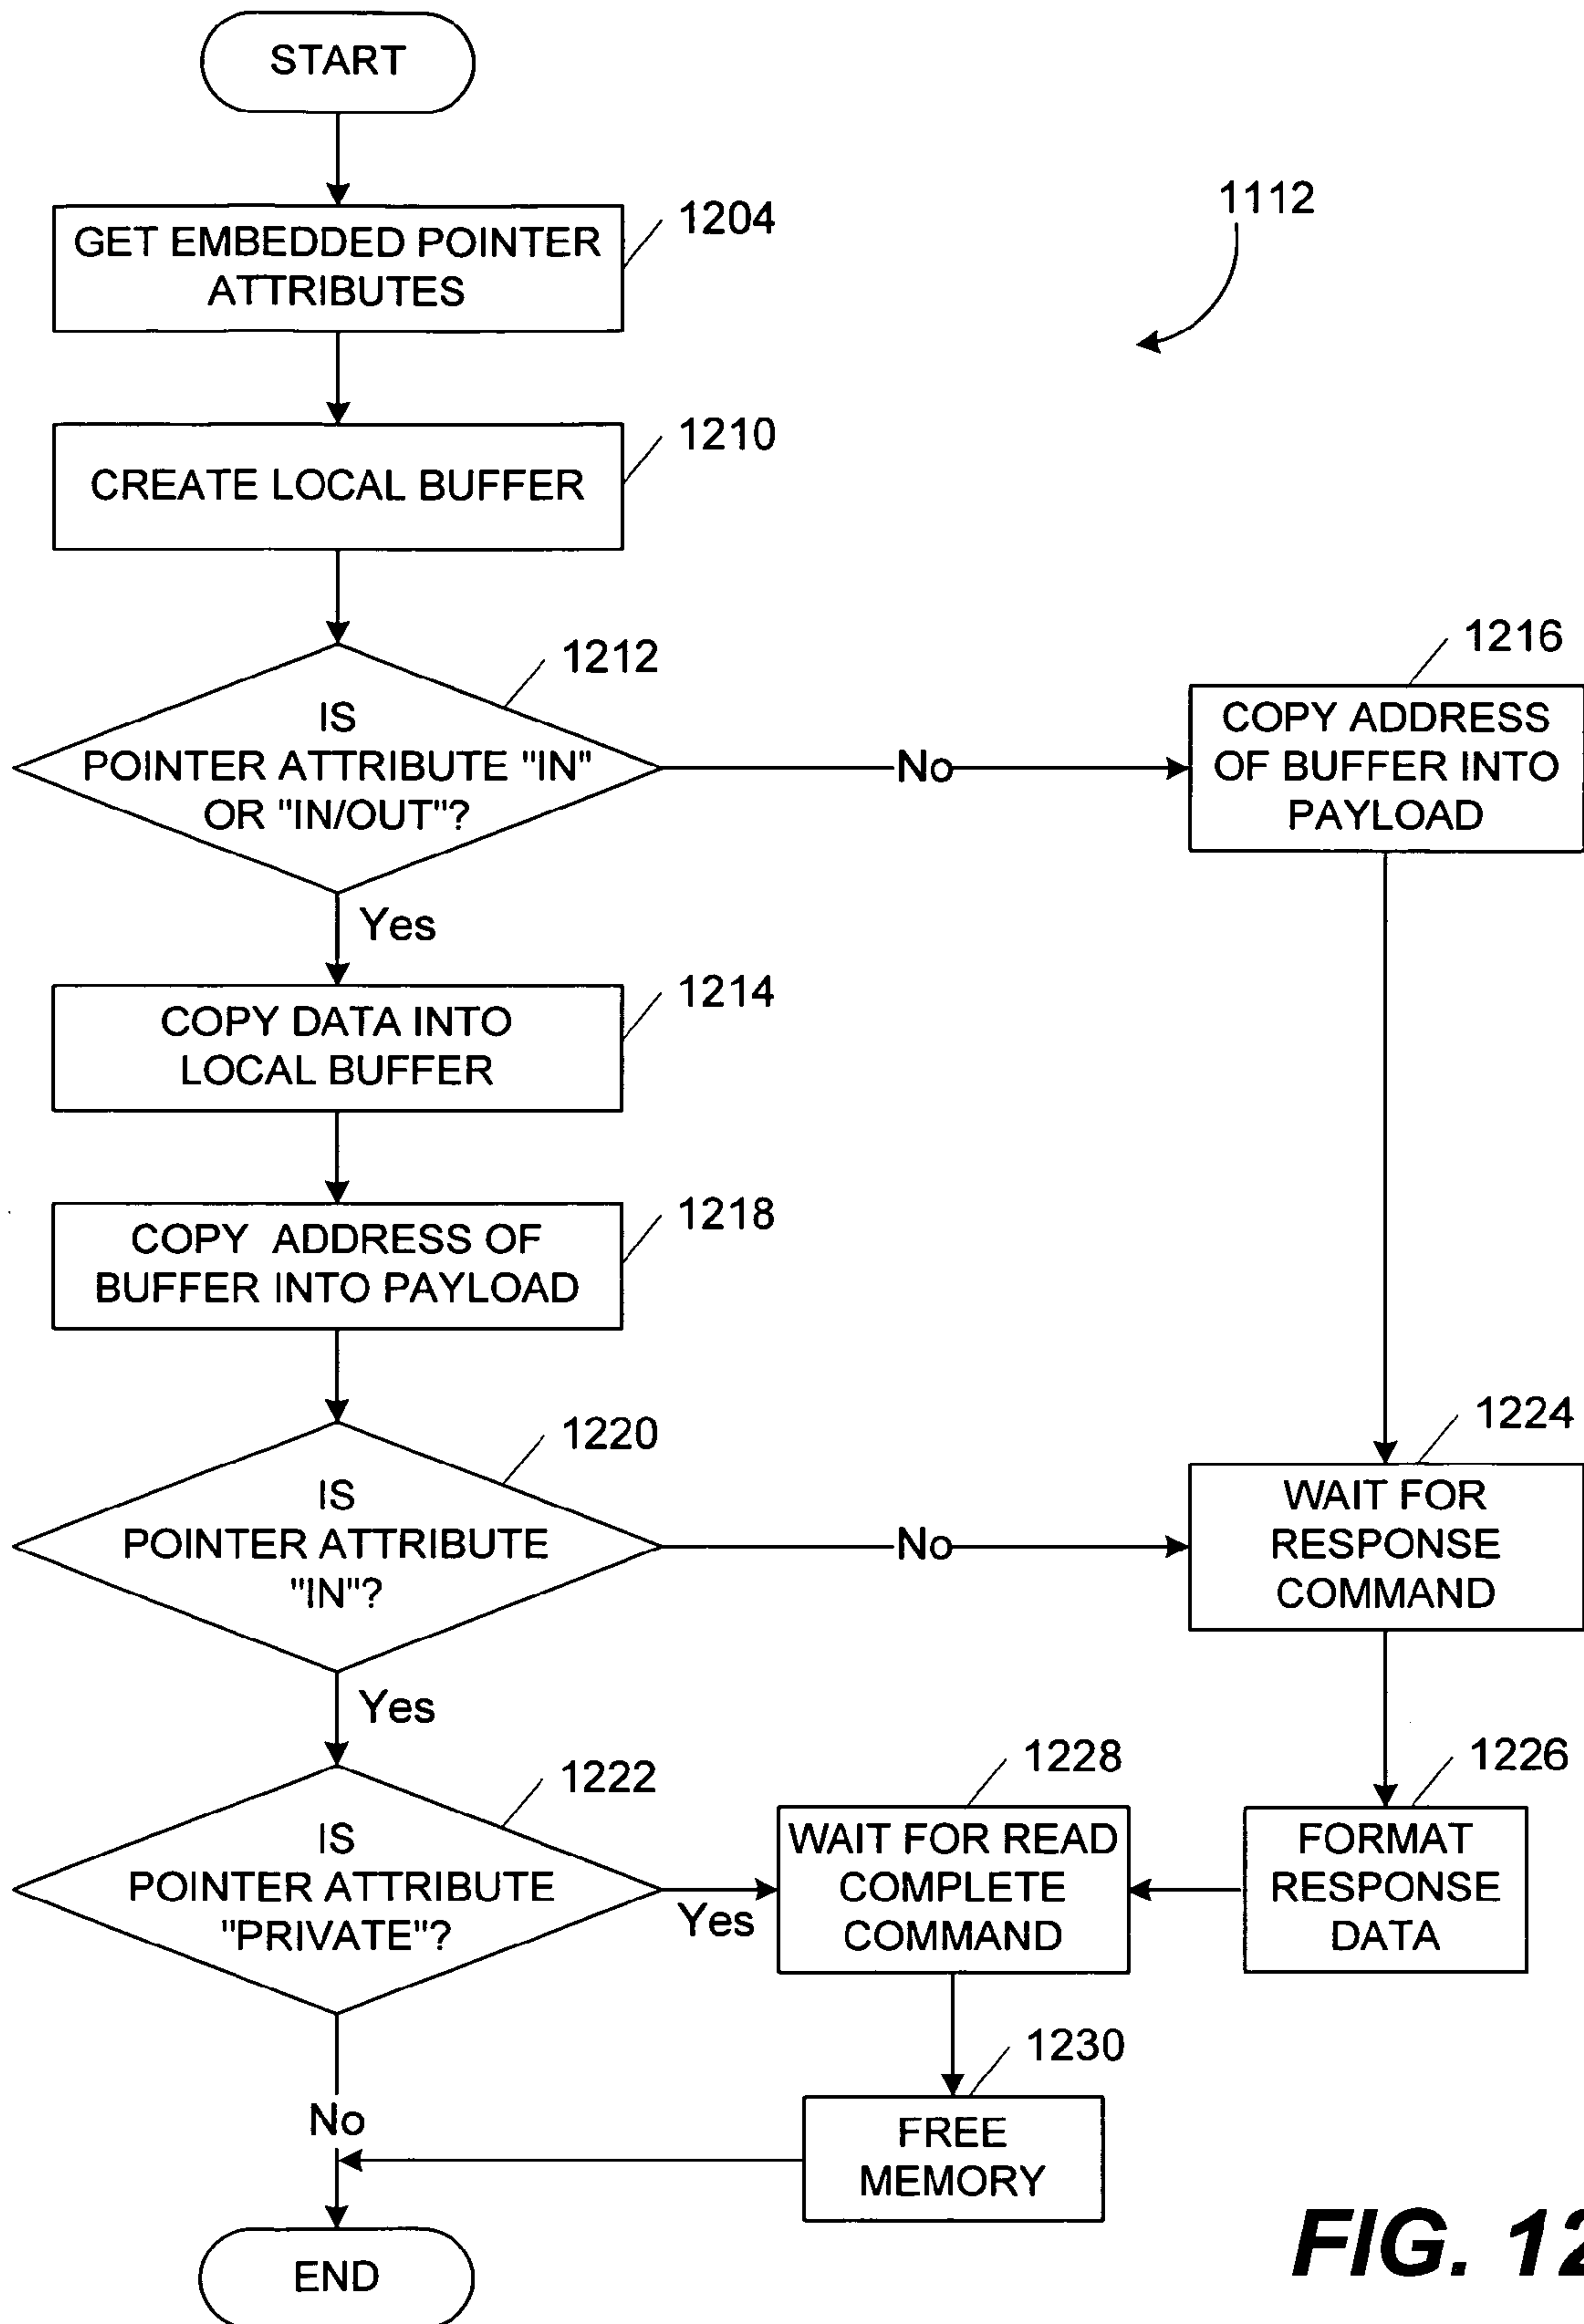 START
1204
GET EMBEDDED POINTER
ATTRIBUTES
1112
1210
CREATE LOCAL BUFFER
1212
IS
POINTER ATTRIBUTE "IN"
OR "IN/OUT"?
No
1216
COPY ADDRESS
OF BUFFER INTO
PAYLOAD
Yes
1214
COPY DATA INTO
LOCAL BUFFER
1218
COPY ADDRESS OF
BUFFER INTO PAYLOAD
1220
IS
POINTER ATTRIBUTE
"IN"?
No
1224
WAIT FOR
RESPONSE
COMMAND
Yes
1222
IS
POINTER ATTRIBUTE
"PRIVATE"?
Yes
1228
WAIT FOR READ
COMPLETE
COMMAND
1226
FORMAT
RESPONSE
DATA
No
1230
FREE
MEMORY
END
FIG. 12